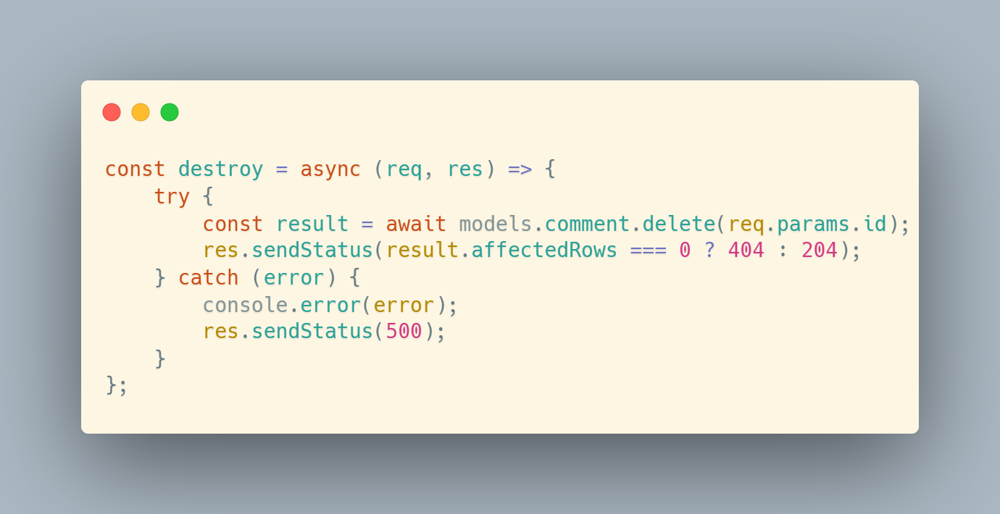 const destroy = async (req, res) => {
    try {
        const result = await models.comment.delete(req.params.id);
        res.sendStatus(result.affectedRows === 0 ? 404 : 204);
    } catch (error) {
        console.error(error);
        res.sendStatus(500);
    }
};